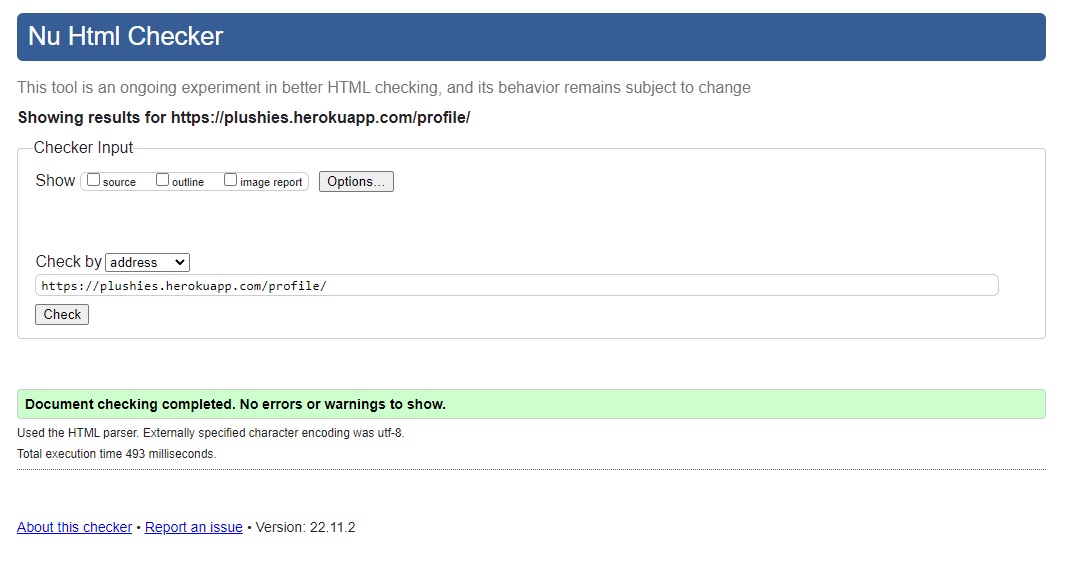 Nu Html Checker
This tool is an ongoing experiment in better HTML checking, and its behavior remains subject to change
Showing results for https://plushies.herokuapp.com/profile/
Checker Input
Show source outline image report Options...
Check by address
https://plushies.herokuapp.com/profile/
Check
Document checking completed. No errors or warnings to show.
Used the HTML parser. Externally specified character encoding was utf-8.
Total execution time 493 milliseconds.
About this checker • Report an issue • Version: 22.11.2